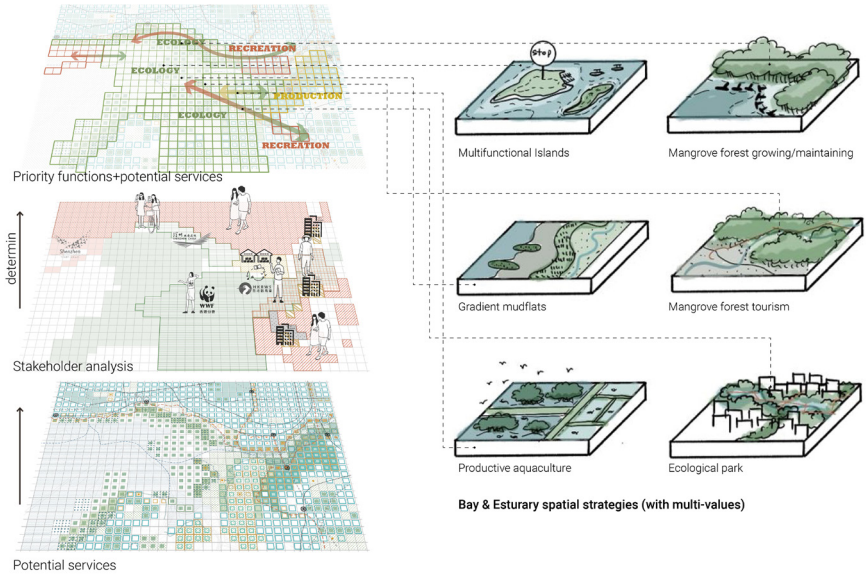 ECOLOGY
RECREATION
ECOLOGY
PRODUCTION
ECOLOGY
RECREATION
Priority functions+potential services
determin
Shenzhen
WWF
Stakeholder analysis
Potential services
stop
Multifunctional Islands
Mangrove forest growing/maintaining
Gradient mudflats
Mangrove forest tourism
Productive aquaculture
Ecological park
Bay & Esturary spatial strategies (with multi-values)